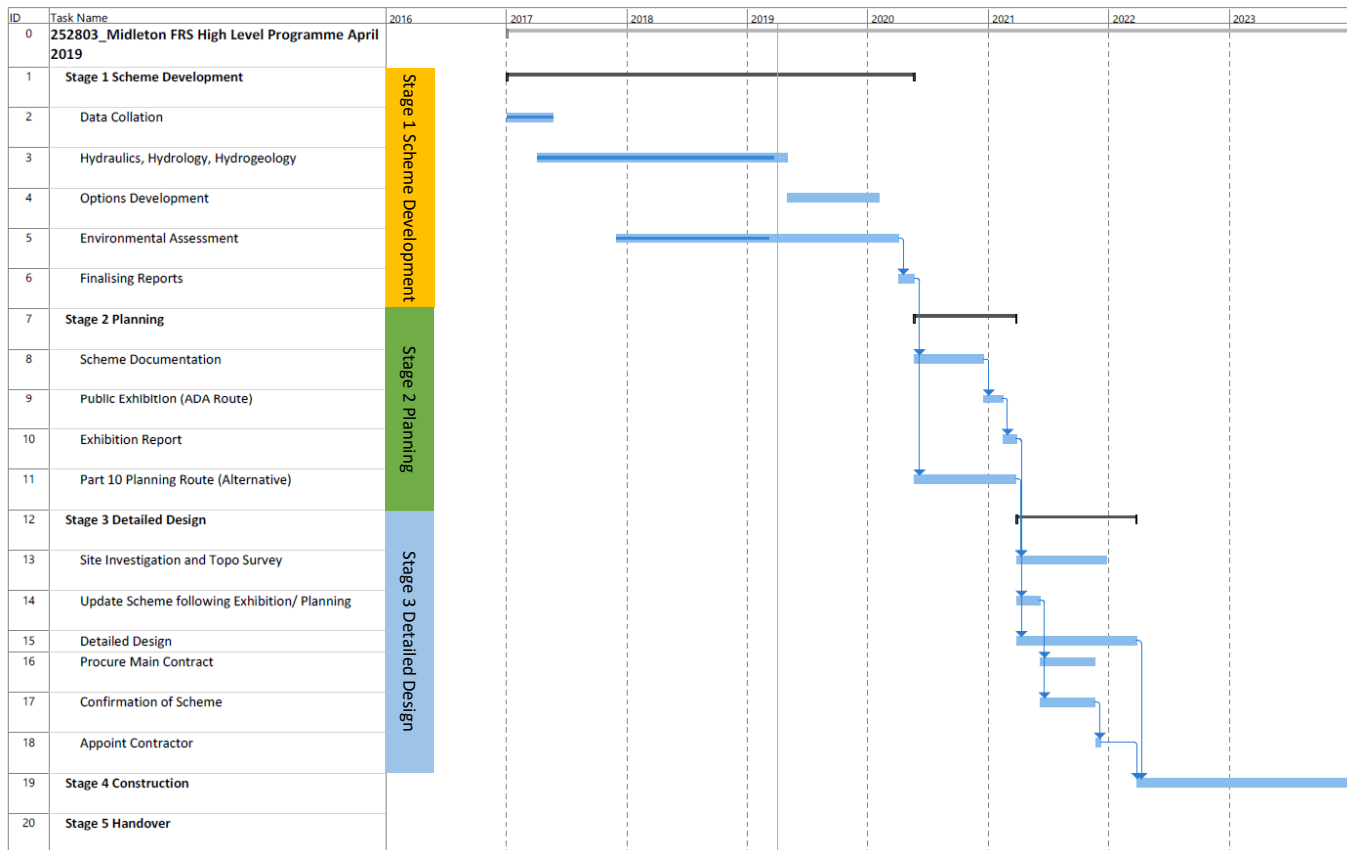 ID Task Name 2016 2017 2018 2019 2020 2021 2022 2023
0 252803_Midleton FRS High Level Programme April
2019
1 Stage 1 Scheme Development
2 Data Collation
3 Hydraulics, Hydrology, Hydrogeology
4 Options Development
5 Environmental Assessment
6 Finalising Reports
7 Stage 2 Planning
8 Scheme Documentation
9 Public Exhibition (ADA Route)
10 Exhibition Report
11 Part 10 Planning Route (Alternative)
12 Stage 3 Detailed Design
13 Site Investigation and Topo Survey
14 Update Scheme following Exhibition/ Planning
15 Detailed Design
16 Procure Main Contract
17 Confirmation of Scheme
18 Appoint Contractor
19 Stage 4 Construction
20 Stage 5 Handover
Stage 1 Scheme Development
Stage 2 Planning
Stage 3 Detailed Design